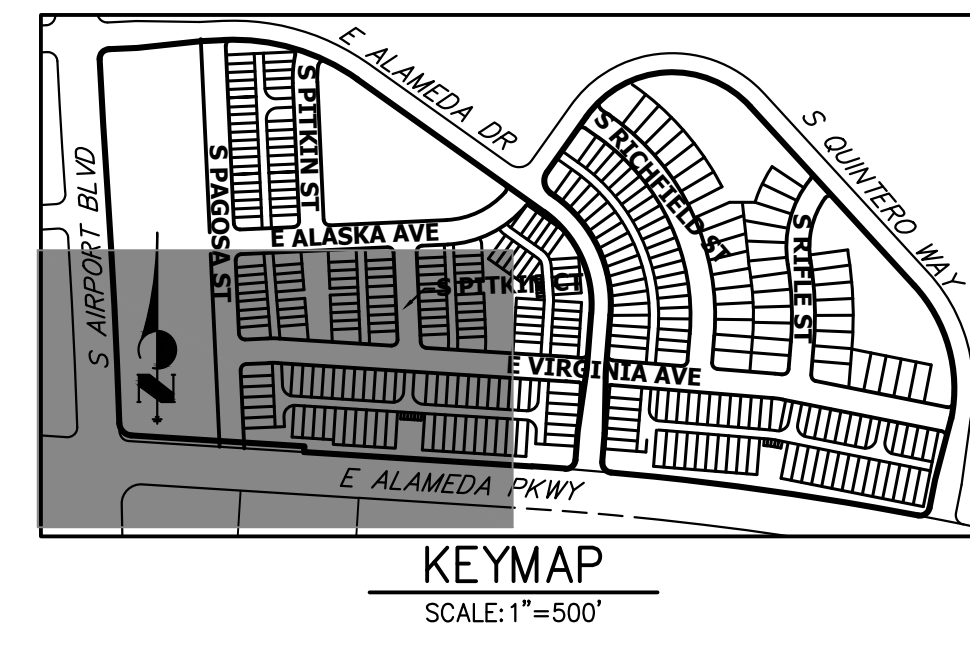 E ALAMEDA DR
S QUINTERO WAY
S PITKIN ST
S RICHFIELD ST
S AIRPORT BLVD
S PAGOSA ST
E ALASKA AVE
S RIFLE ST
S PITKIN CT
E VIRGINIA AVE
N
E ALAMEDA PKWY
KEYMAP
SCALE: 1"=500'